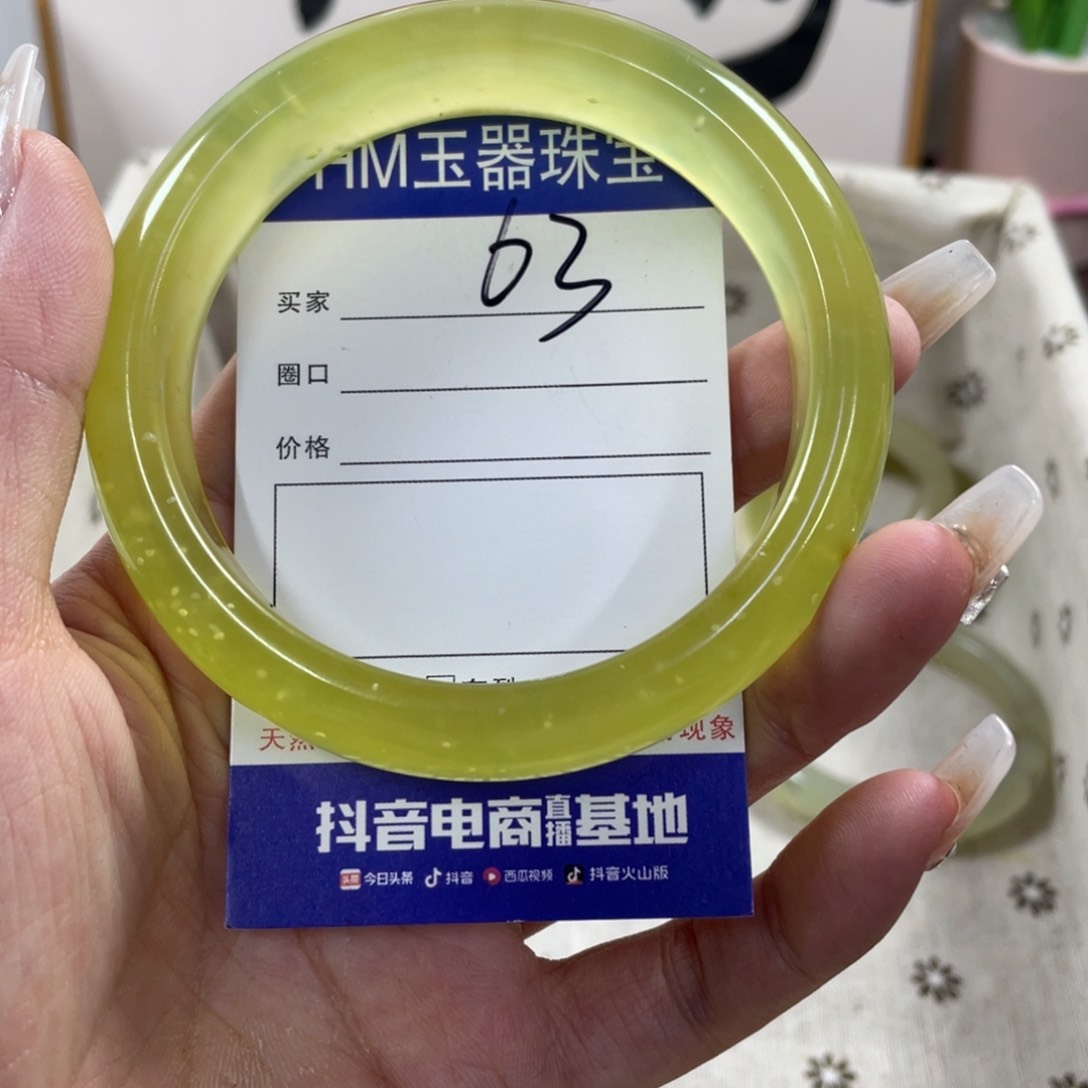 HM玉器珠宝
63
买家
圈口
价格
天然
现象
抖音电商直播基地
今日头条 抖音 西瓜视频 抖音火山版